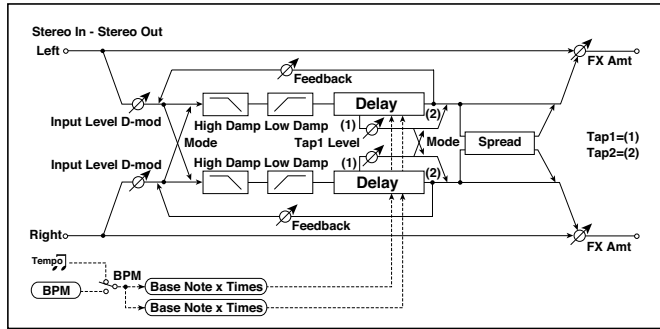 Stereo In - Stereo Out
Left
FX Amt
Feedback
Input Level D-mod
High Damp Low Damp
Delay
(2)
Mode
(1)
Tap1 Level
Mode
Spread
Tap1=(1)
Tap2=(2)
Input Level D-mod
High Damp Low Damp
(1)
Delay
(2)
Feedback
Right
FX Amt
Tempo
BPM
BPM
Base Note x Times
Base Note x Times